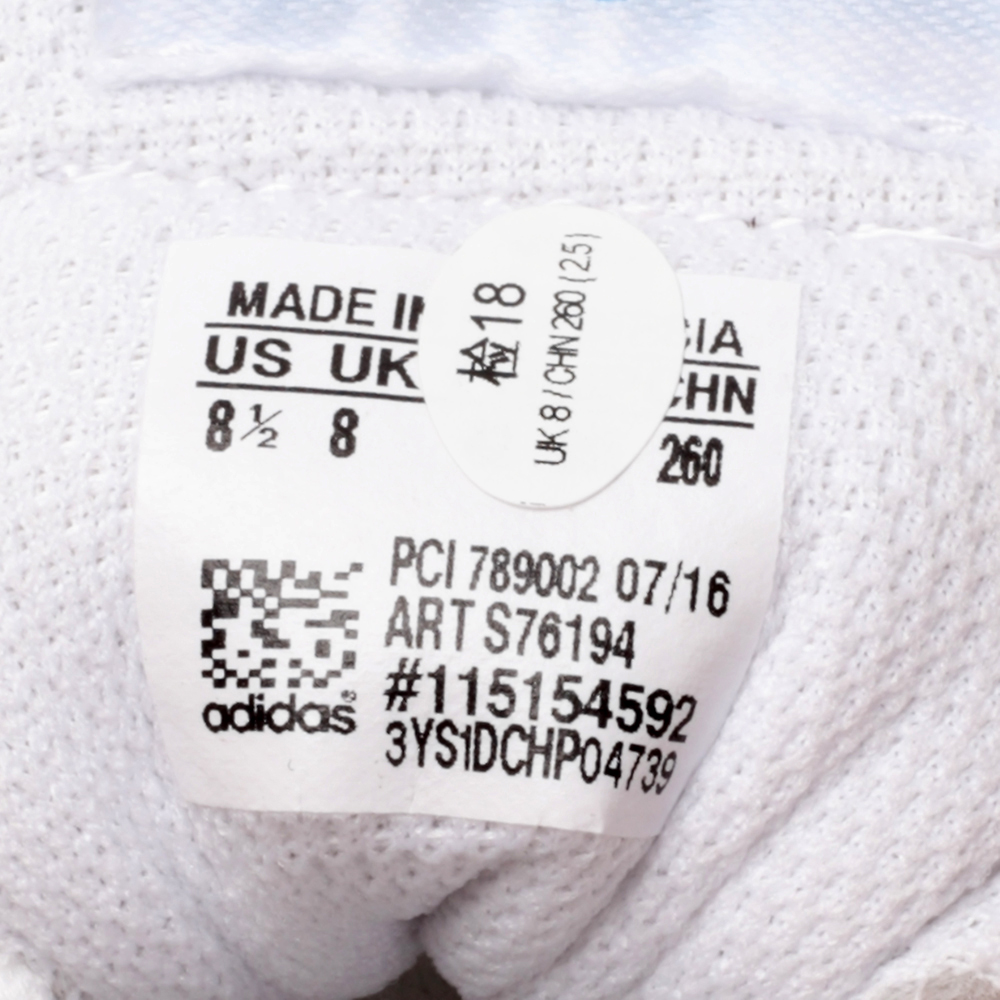 MADE IN
CIA
US UK
CHN
8½ 8
260
检18
UK 8 / CHN 260 (2.5)
PCI 789002 07/16
ART S76194
#115154592
3YS1DCHP04739
adidas®